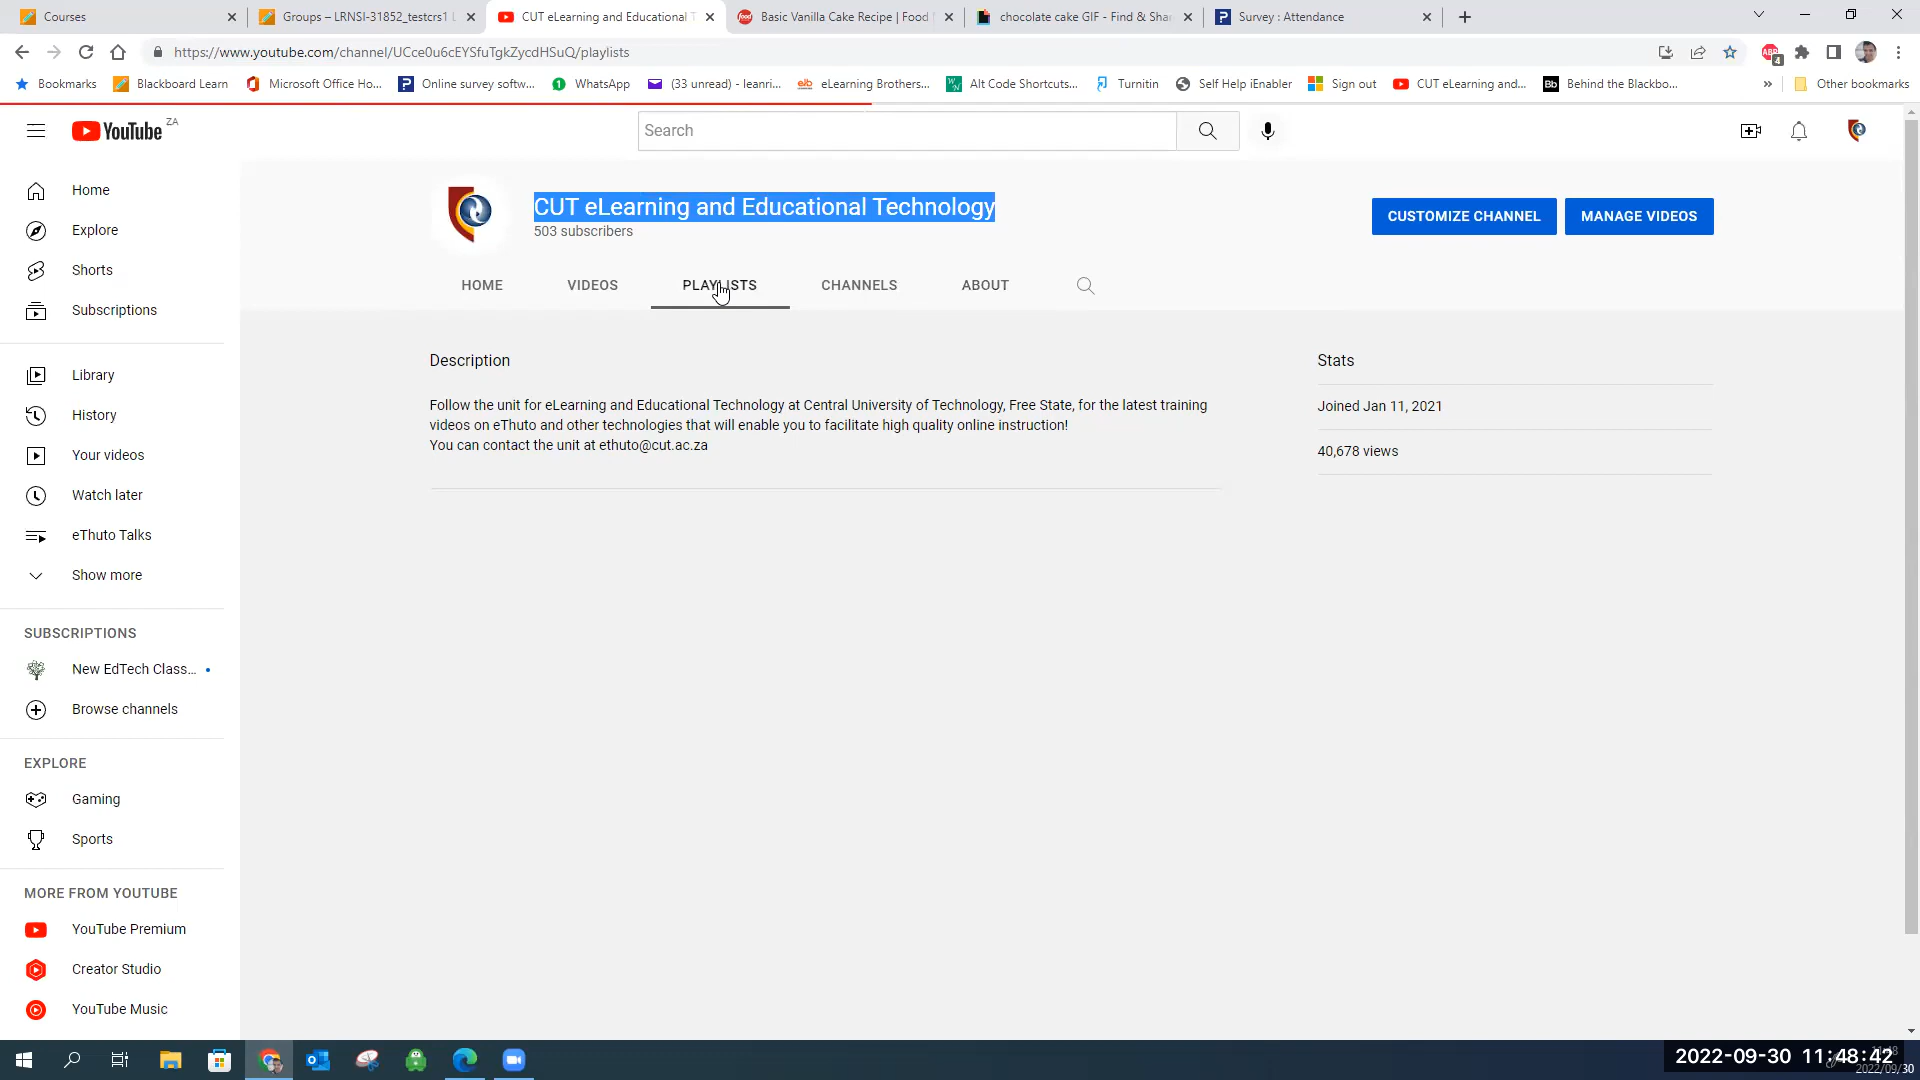 Courses
Groups – LRNSI-31852_testcrs1 L
CUT eLearning and Educational T
Basic Vanilla Cake Recipe | Food N
chocolate cake GIF - Find & Shar
Survey : Attendance
https://www.youtube.com/channel/UCce0u6cEYSfuTgkZycdHSuQ/playlists
ABP 4
Bookmarks
Blackboard Learn
Microsoft Office Ho...
Online survey softw...
WhatsApp
(33 unread) - leanri...
eLearning Brothers...
Alt Code Shortcuts...
Turnitin
Self Help iEnabler
Sign out
CUT eLearning and...
Bb Behind the Blackbo...
» Other bookmarks
YouTube ZA
Search
CUT eLearning and Educational Technology
503 subscribers
CUSTOMIZE CHANNEL
MANAGE VIDEOS
HOME
VIDEOS
PLAYLISTS
CHANNELS
ABOUT
Home
Explore
Shorts
Subscriptions
Library
History
Your videos
Watch later
eThuto Talks
Show more
SUBSCRIPTIONS
New EdTech Class...
Browse channels
EXPLORE
Gaming
Sports
MORE FROM YOUTUBE
YouTube Premium
Creator Studio
YouTube Music
Description
Follow the unit for eLearning and Educational Technology at Central University of Technology, Free State, for the latest training
videos on eThuto and other technologies that will enable you to facilitate high quality online instruction!
You can contact the unit at ethuto@cut.ac.za
Stats
Joined Jan 11, 2021
40,678 views
2022-09-30 11:48:42
2022/09/30